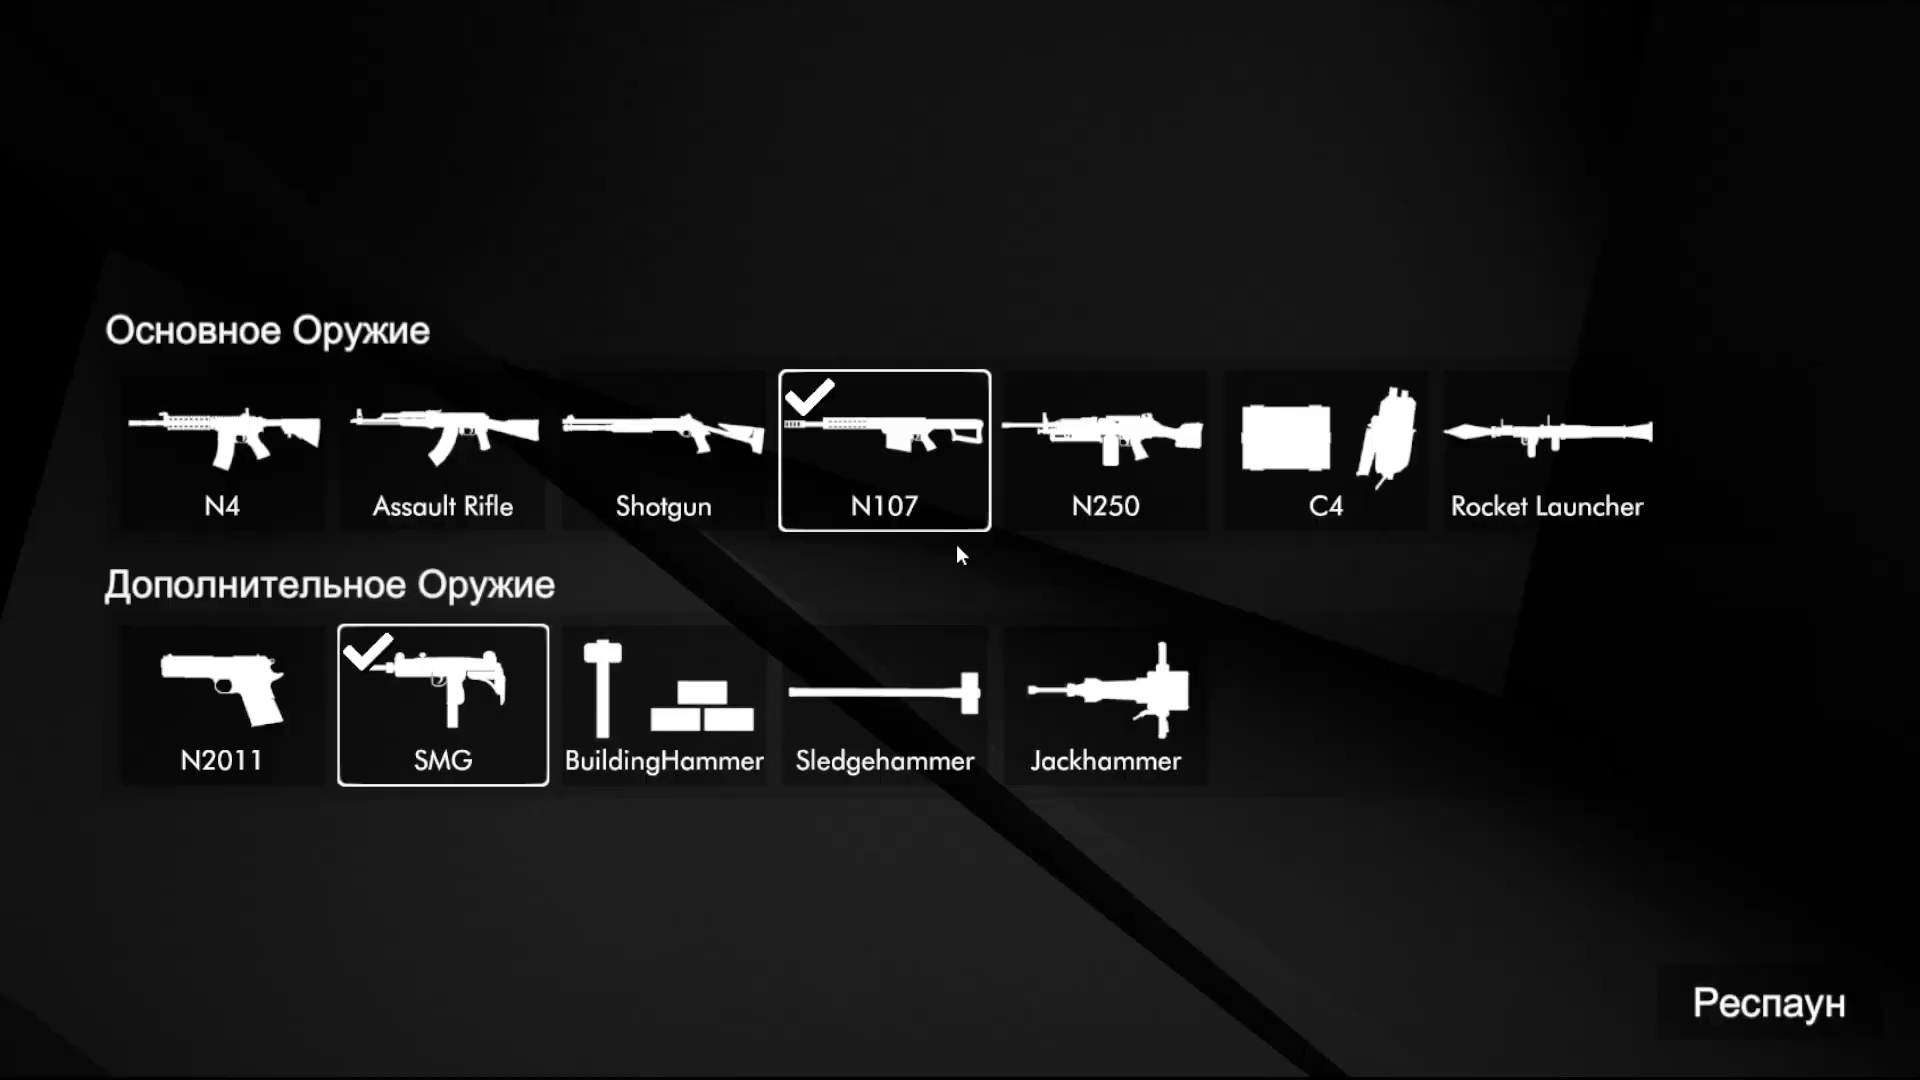 Основное Оружие
N4
Assault Rifle
Shotgun
N107
N250
C4
Rocket Launcher
Дополнительное Оружие
N2011
SMG
BuildingHammer
Sledgehammer
Jackhammer
Респаун